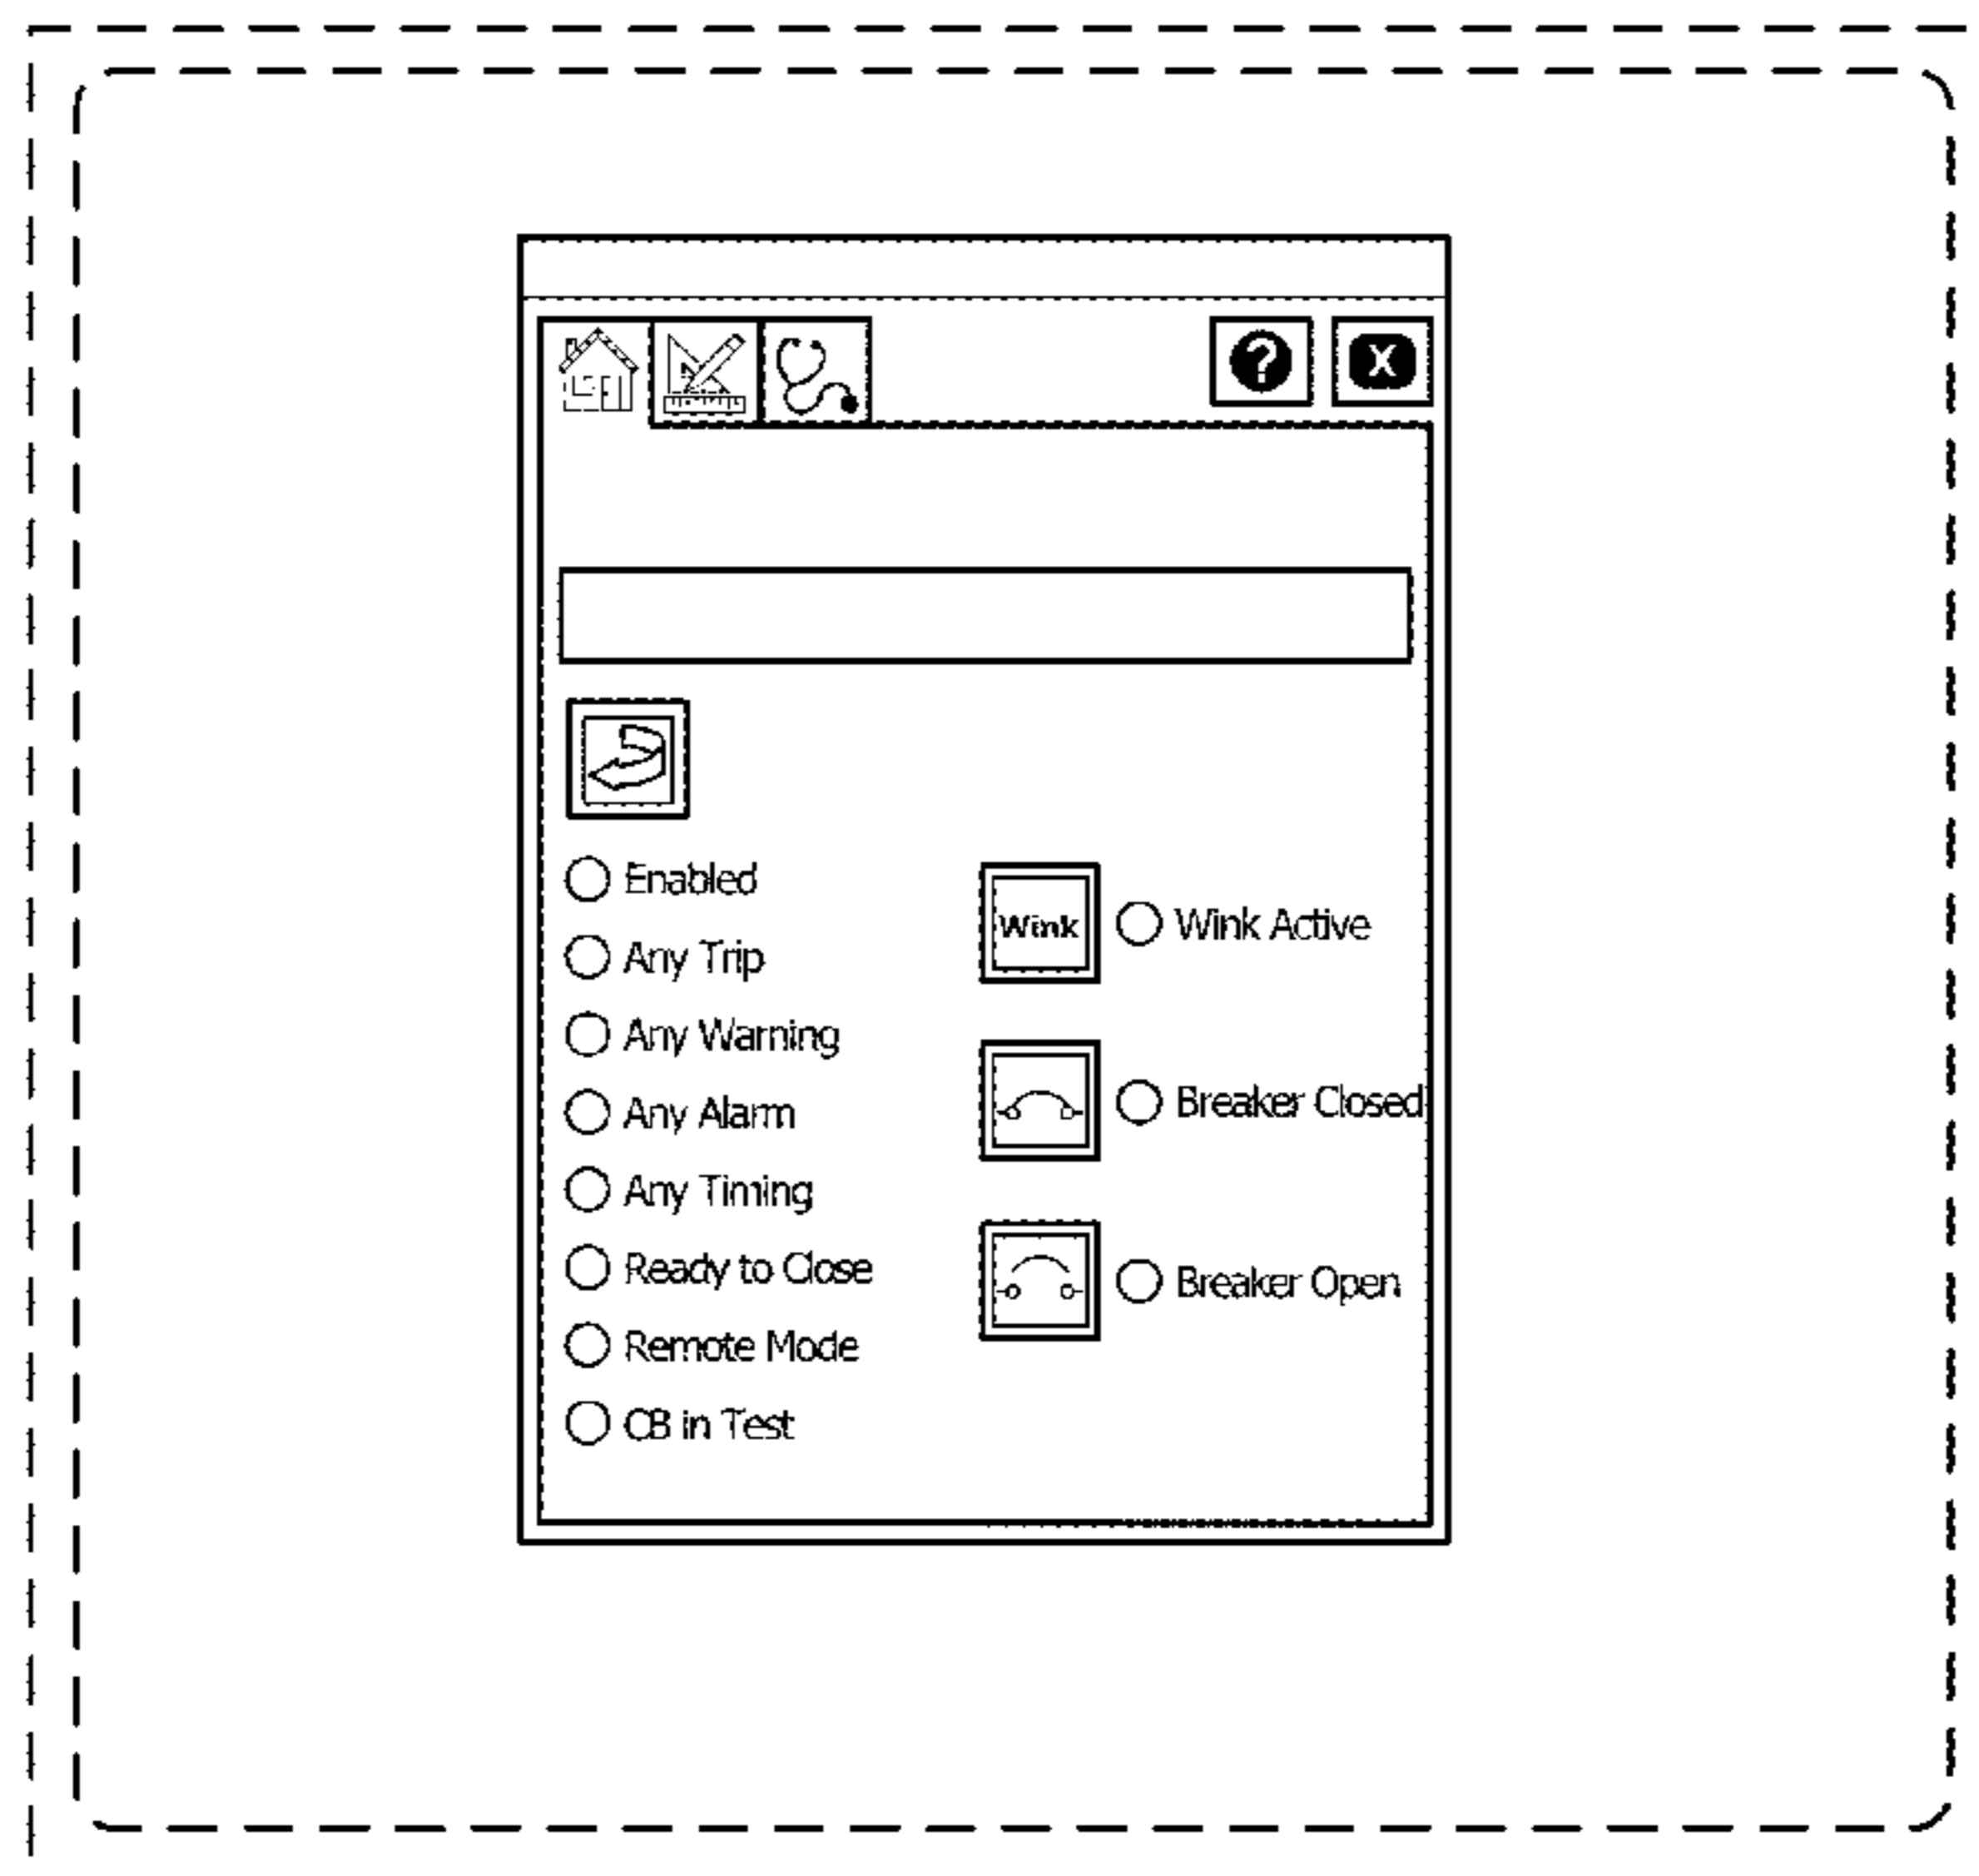 ?
X
Enabled
Any Trip
Any Warning
Any Alarm
Any Timing
Ready to Close
Remote Mode
CB in Test
Wink
Wink Active
Breaker Closed
Breaker Open